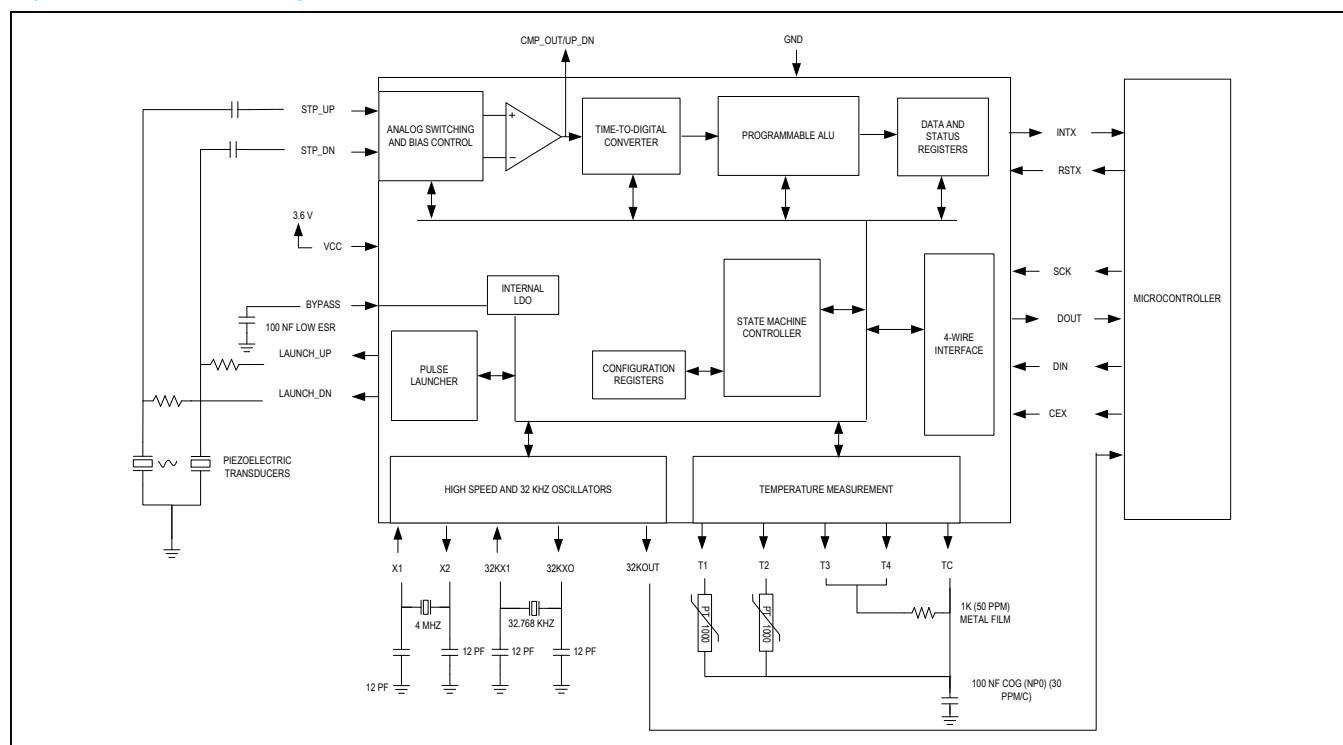 CMP_OUT/UP_DN
GND
STP_UP
STP_DN
ANALOG SWITCHING
AND BIAS CONTROL
+
−
TIME-TO-DIGITAL
CONVERTER
PROGRAMMABLE ALU
DATA AND
STATUS
REGISTERS
INTX
RSTX
3.6 V
VCC
BYPASS
100 NF LOW ESR
INTERNAL
LDO
STATE MACHINE
CONTROLLER
4-WIRE
INTERFACE
SCK
DOUT
DIN
CEX
MICROCONTROLLER
LAUNCH_UP
LAUNCH_DN
PULSE
LAUNCHER
CONFIGURATION
REGISTERS
PIEZOELECTRIC
TRANSDUCERS
HIGH SPEED AND 32 KHZ OSCILLATORS
TEMPERATURE MEASUREMENT
X1
X2
32KX1
32KXO
32KOUT
T1
T2
T3
T4
TC
4 MHZ
32.768 KHZ
12 PF
12 PF
12 PF
12 PF
PT 1000
PT 1000
1K (50 PPM)
METAL FILM
100 NF COG (NP0) (30
PPM/C)